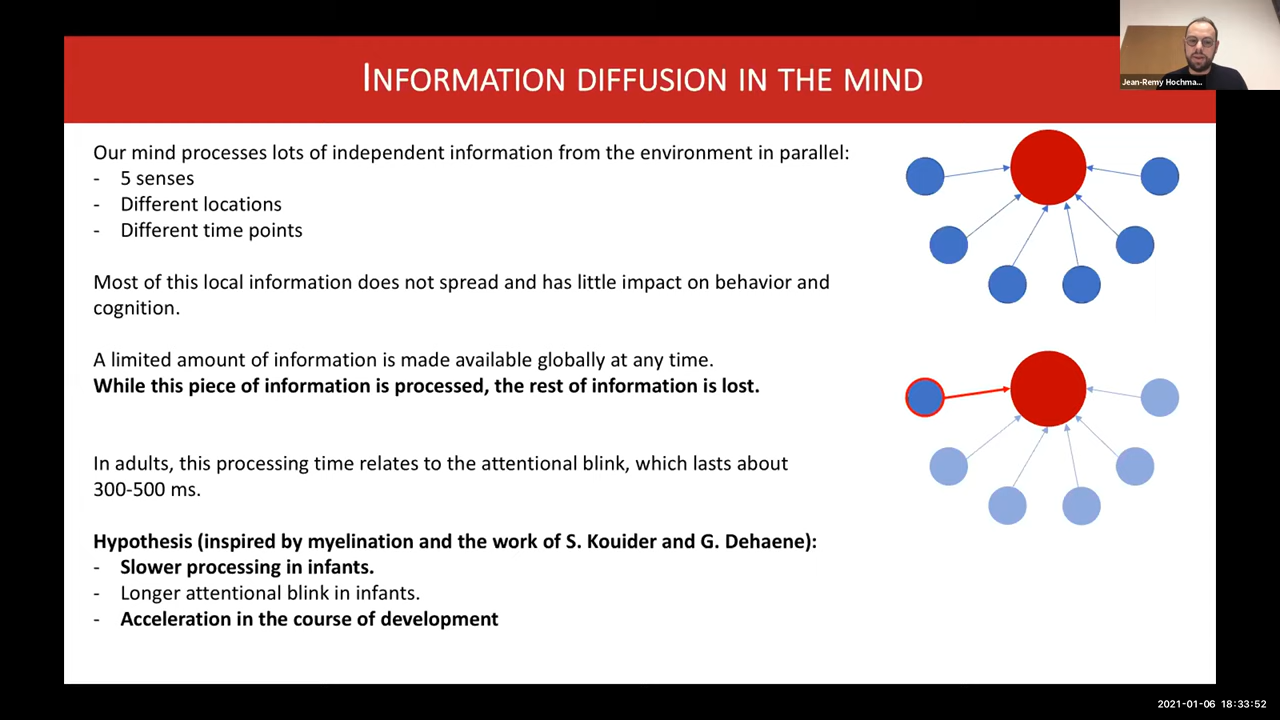 INFORMATION DIFFUSION IN THE MIND
Jean-Remy Hochma...
Our mind processes lots of independent information from the environment in parallel:
- 5 senses
- Different locations
- Different time points
Most of this local information does not spread and has little impact on behavior and
cognition.
A limited amount of information is made available globally at any time.
While this piece of information is processed, the rest of information is lost.
In adults, this processing time relates to the attentional blink, which lasts about
300-500 ms.
Hypothesis (inspired by myelination and the work of S. Kouider and G. Dehaene):
- Slower processing in infants.
- Longer attentional blink in infants.
- Acceleration in the course of development
2021-01-06 18:33:52